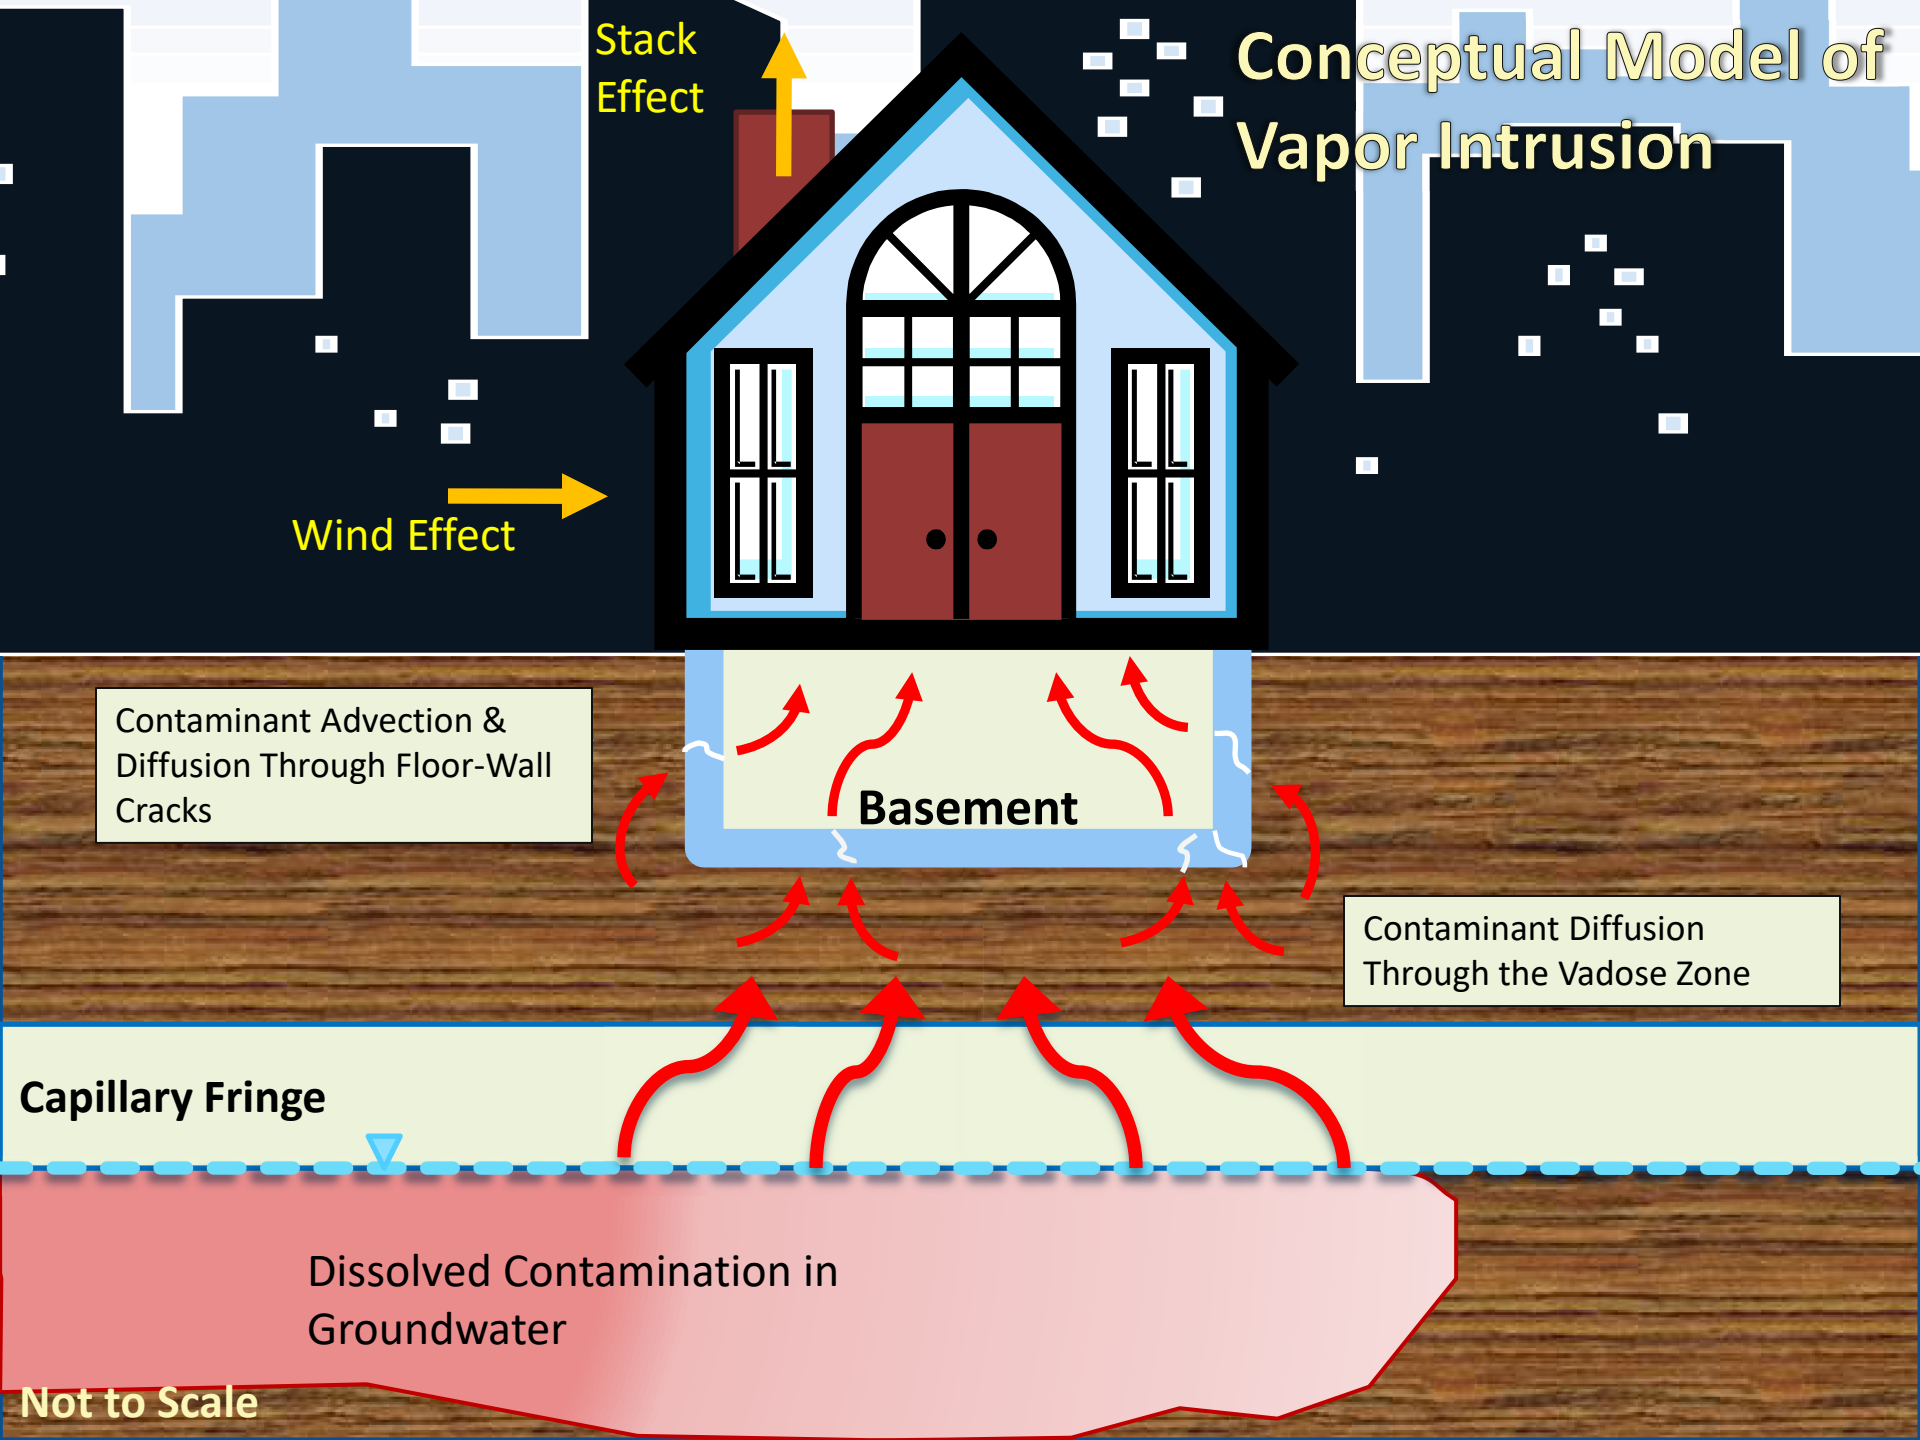 Conceptual Model of
Vapor Intrusion
Stack
Effect
Wind Effect
Contaminant Advection &
Diffusion Through Floor-Wall
Cracks
Basement
Contaminant Diffusion
Through the Vadose Zone
Capillary Fringe
Dissolved Contamination in
Groundwater
Not to Scale